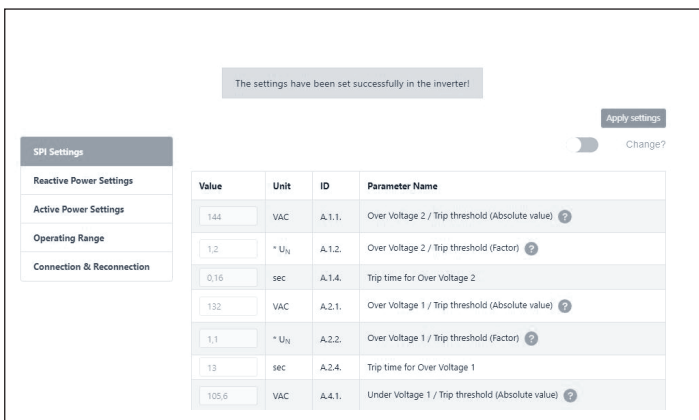 The settings have been set successfully in the inverter!
Apply settings
Change?
SPI Settings
Reactive Power Settings
Active Power Settings
Operating Range
Connection & Reconnection
Value Unit ID Parameter Name
144 VAC A.1.1. Over Voltage 2 / Trip threshold (Absolute value) ?
1,2 * UN A.1.2. Over Voltage 2 / Trip threshold (Factor) ?
0,16 sec A.1.4. Trip time for Over Voltage 2
132 VAC A.2.1. Over Voltage 1 / Trip threshold (Absolute value) ?
1,1 * UN A.2.2. Over Voltage 1 / Trip threshold (Factor) ?
13 sec A.2.4. Trip time for Over Voltage 1
105,6 VAC A.4.1. Under Voltage 1 / Trip threshold (Absolute value) ?